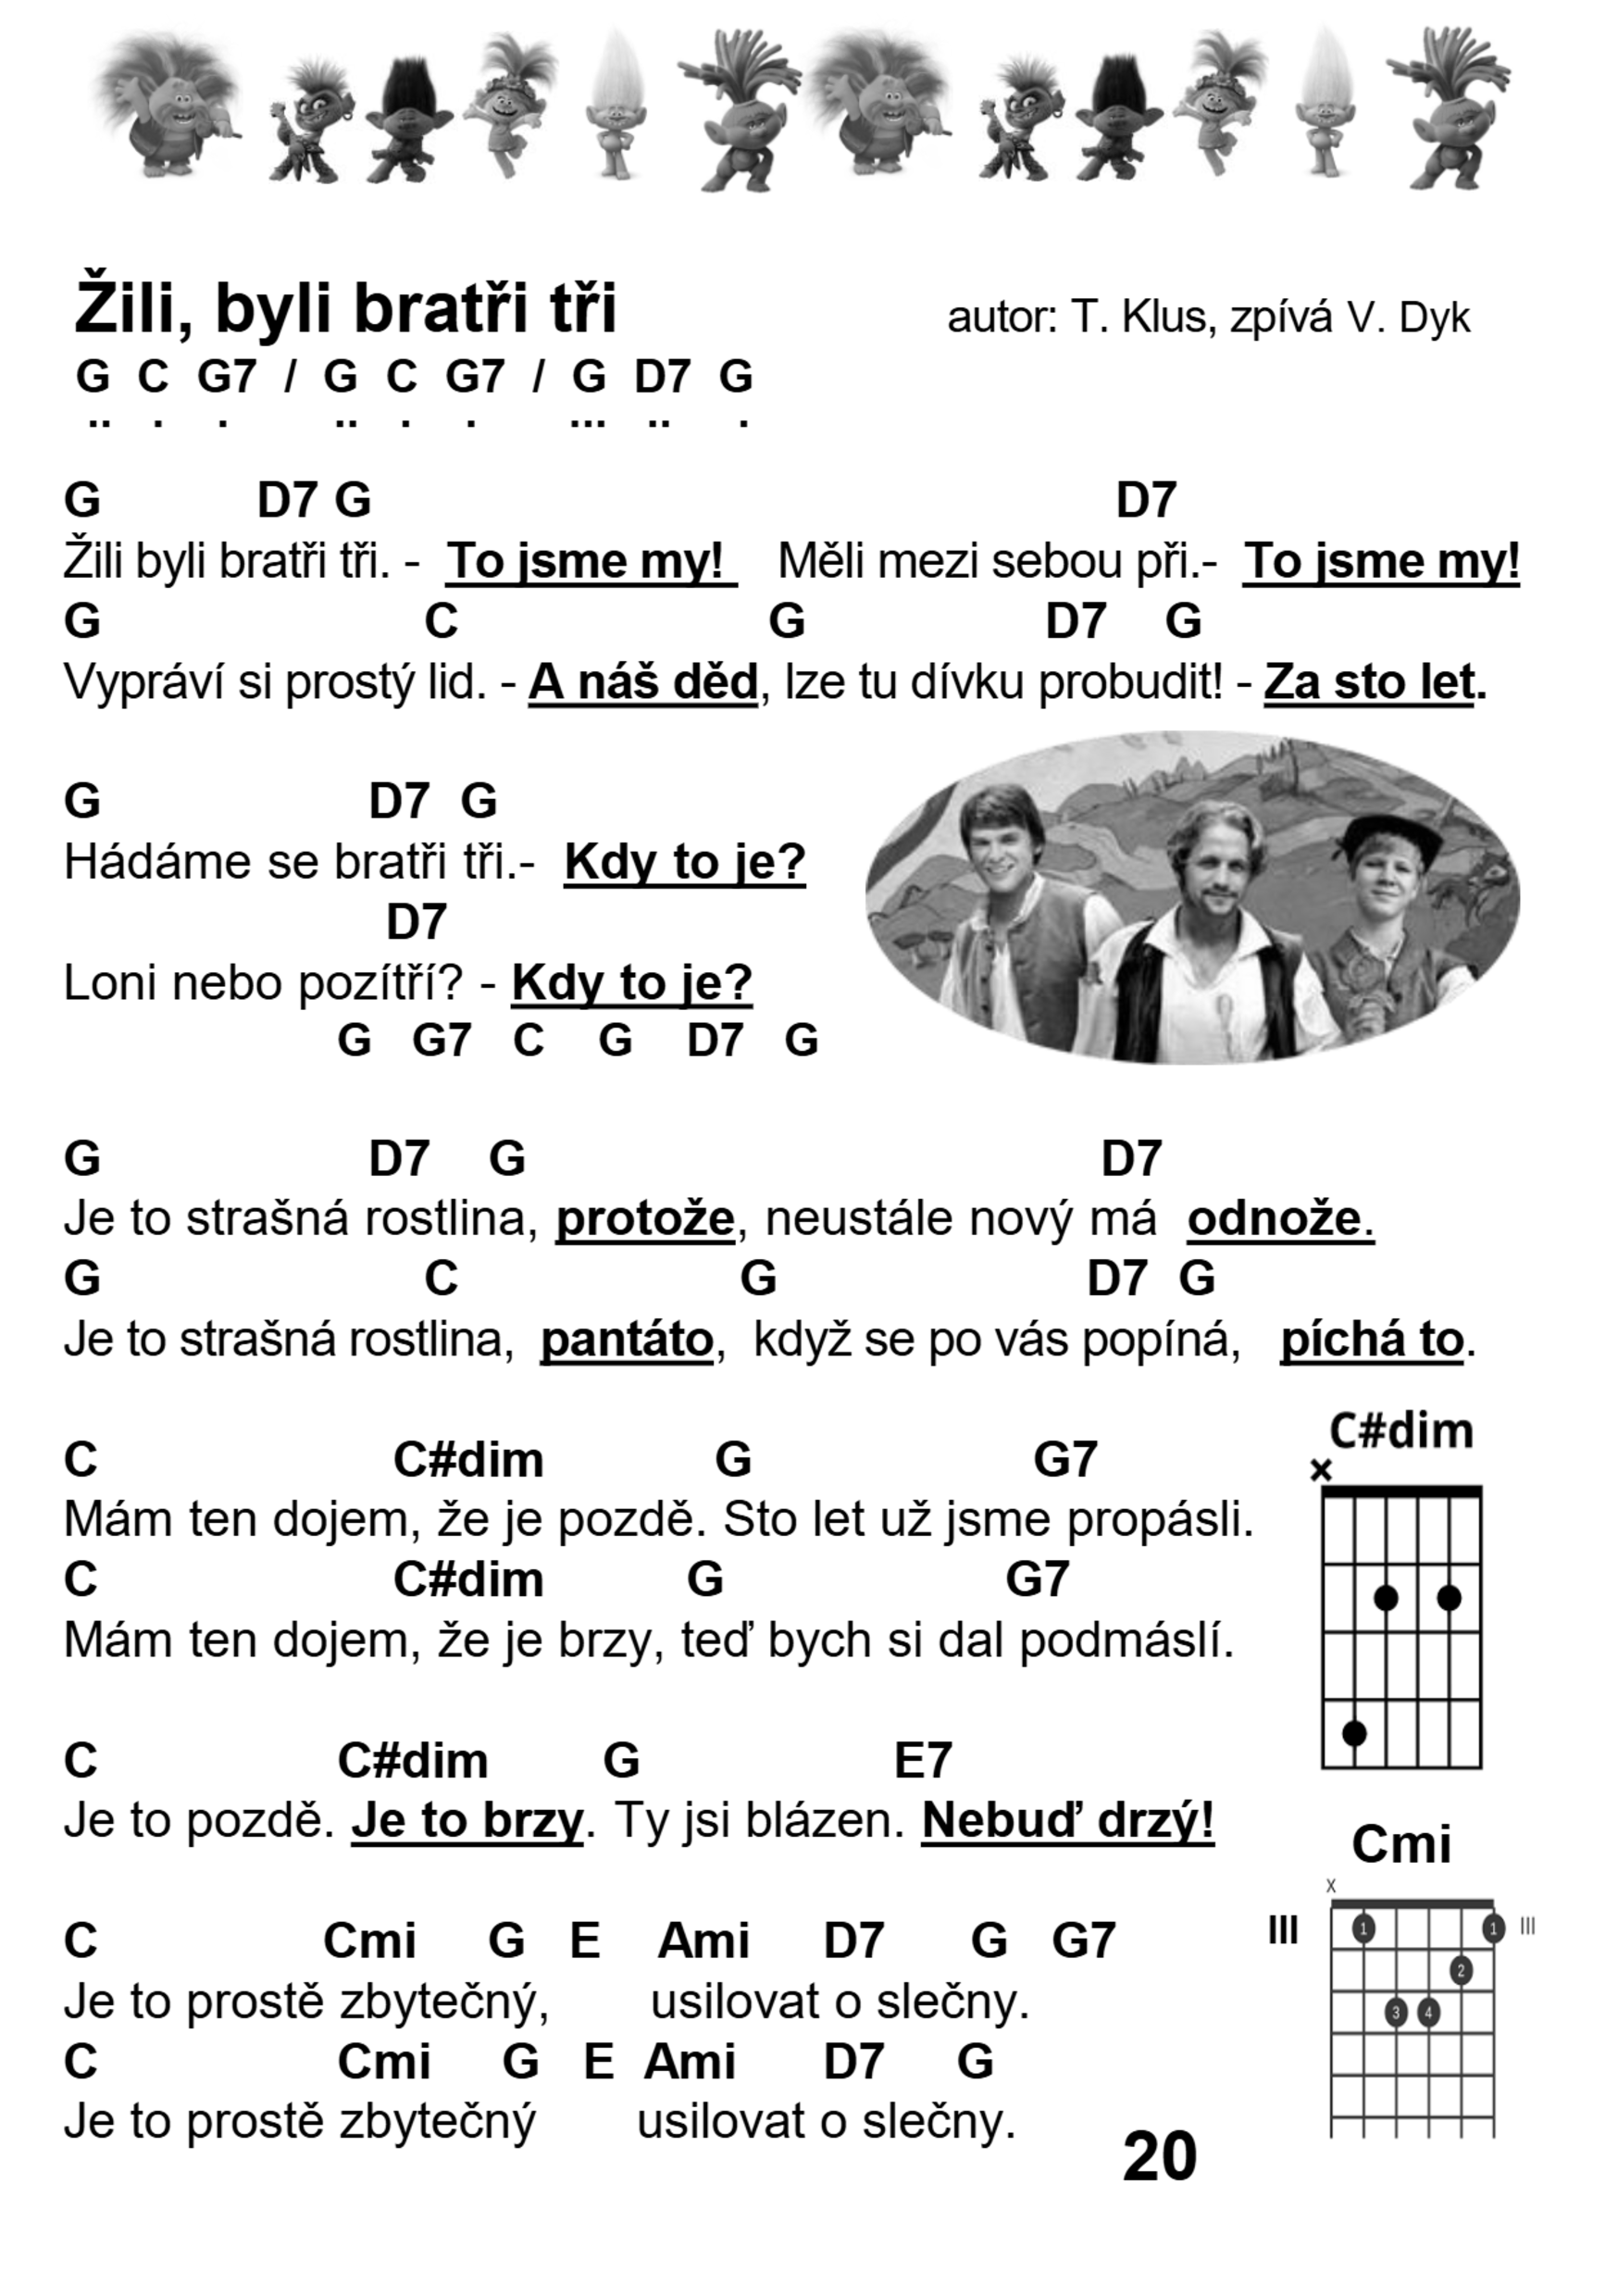 Žili, byli bratři tři autor: T. Klus, zpívá V. Dyk
G C G7 / G C G7 / G D7 G
.. . . .. . . ... .. .
G D7 G D7
Žili byli bratři tři. - To jsme my! Měli mezi sebou při.- To jsme my!
G C G D7 G
Vypráví si prostý lid. - A náš děd, lze tu dívku probudit! - Za sto let.
G D7 G
Hádáme se bratři tři.- Kdy to je?
D7
Loni nebo pozítří? - Kdy to je?
G G7 C G D7 G
G D7 G D7
Je to strašná rostlina, protože, neustále nový má odnože.
G C G D7 G
Je to strašná rostlina, pantáto, když se po vás popíná, píchá to.
C C#dim G G7
Mám ten dojem, že je pozdě. Sto let už jsme propásli.
C C#dim G G7
Mám ten dojem, že je brzy, teď bych si dal podmáslí.
C C#dim G E7
Je to pozdě. Je to brzy. Ty jsi blázen. Nebuď drzý!
C Cmi G E Ami D7 G G7
Je to prostě zbytečný, usilovat o slečny.
C Cmi G E Ami D7 G
Je to prostě zbytečný usilovat o slečny.
C#dim
x
Cmi
x
III 1 1 III
2
3 4
20